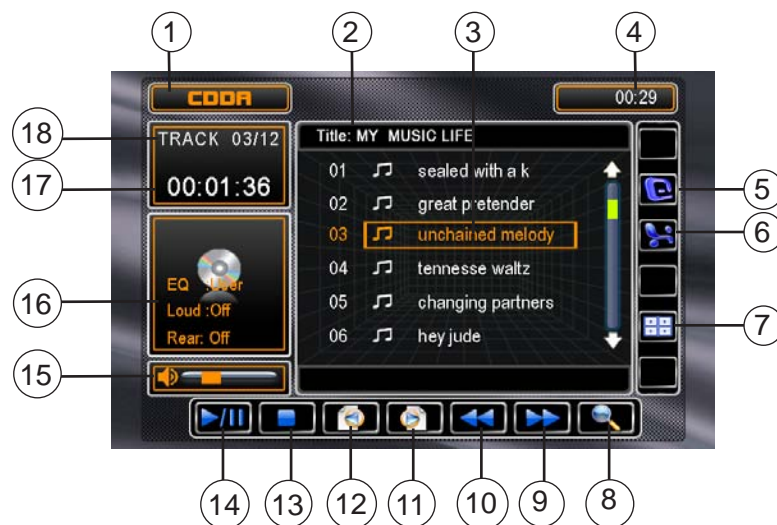 1
2
3
4
CDDA
00:29
18
TRACK 03/12
Title: MY MUSIC LIFE
17
00:01:36
01 sealed with a k
02 great pretender
03 unchained melody
04 tennesse waltz
05 changing partners
06 hey jude
5
6
7
16
EQ :User
Loud :Off
Rear: Off
15
14
13
12
11
10
9
8